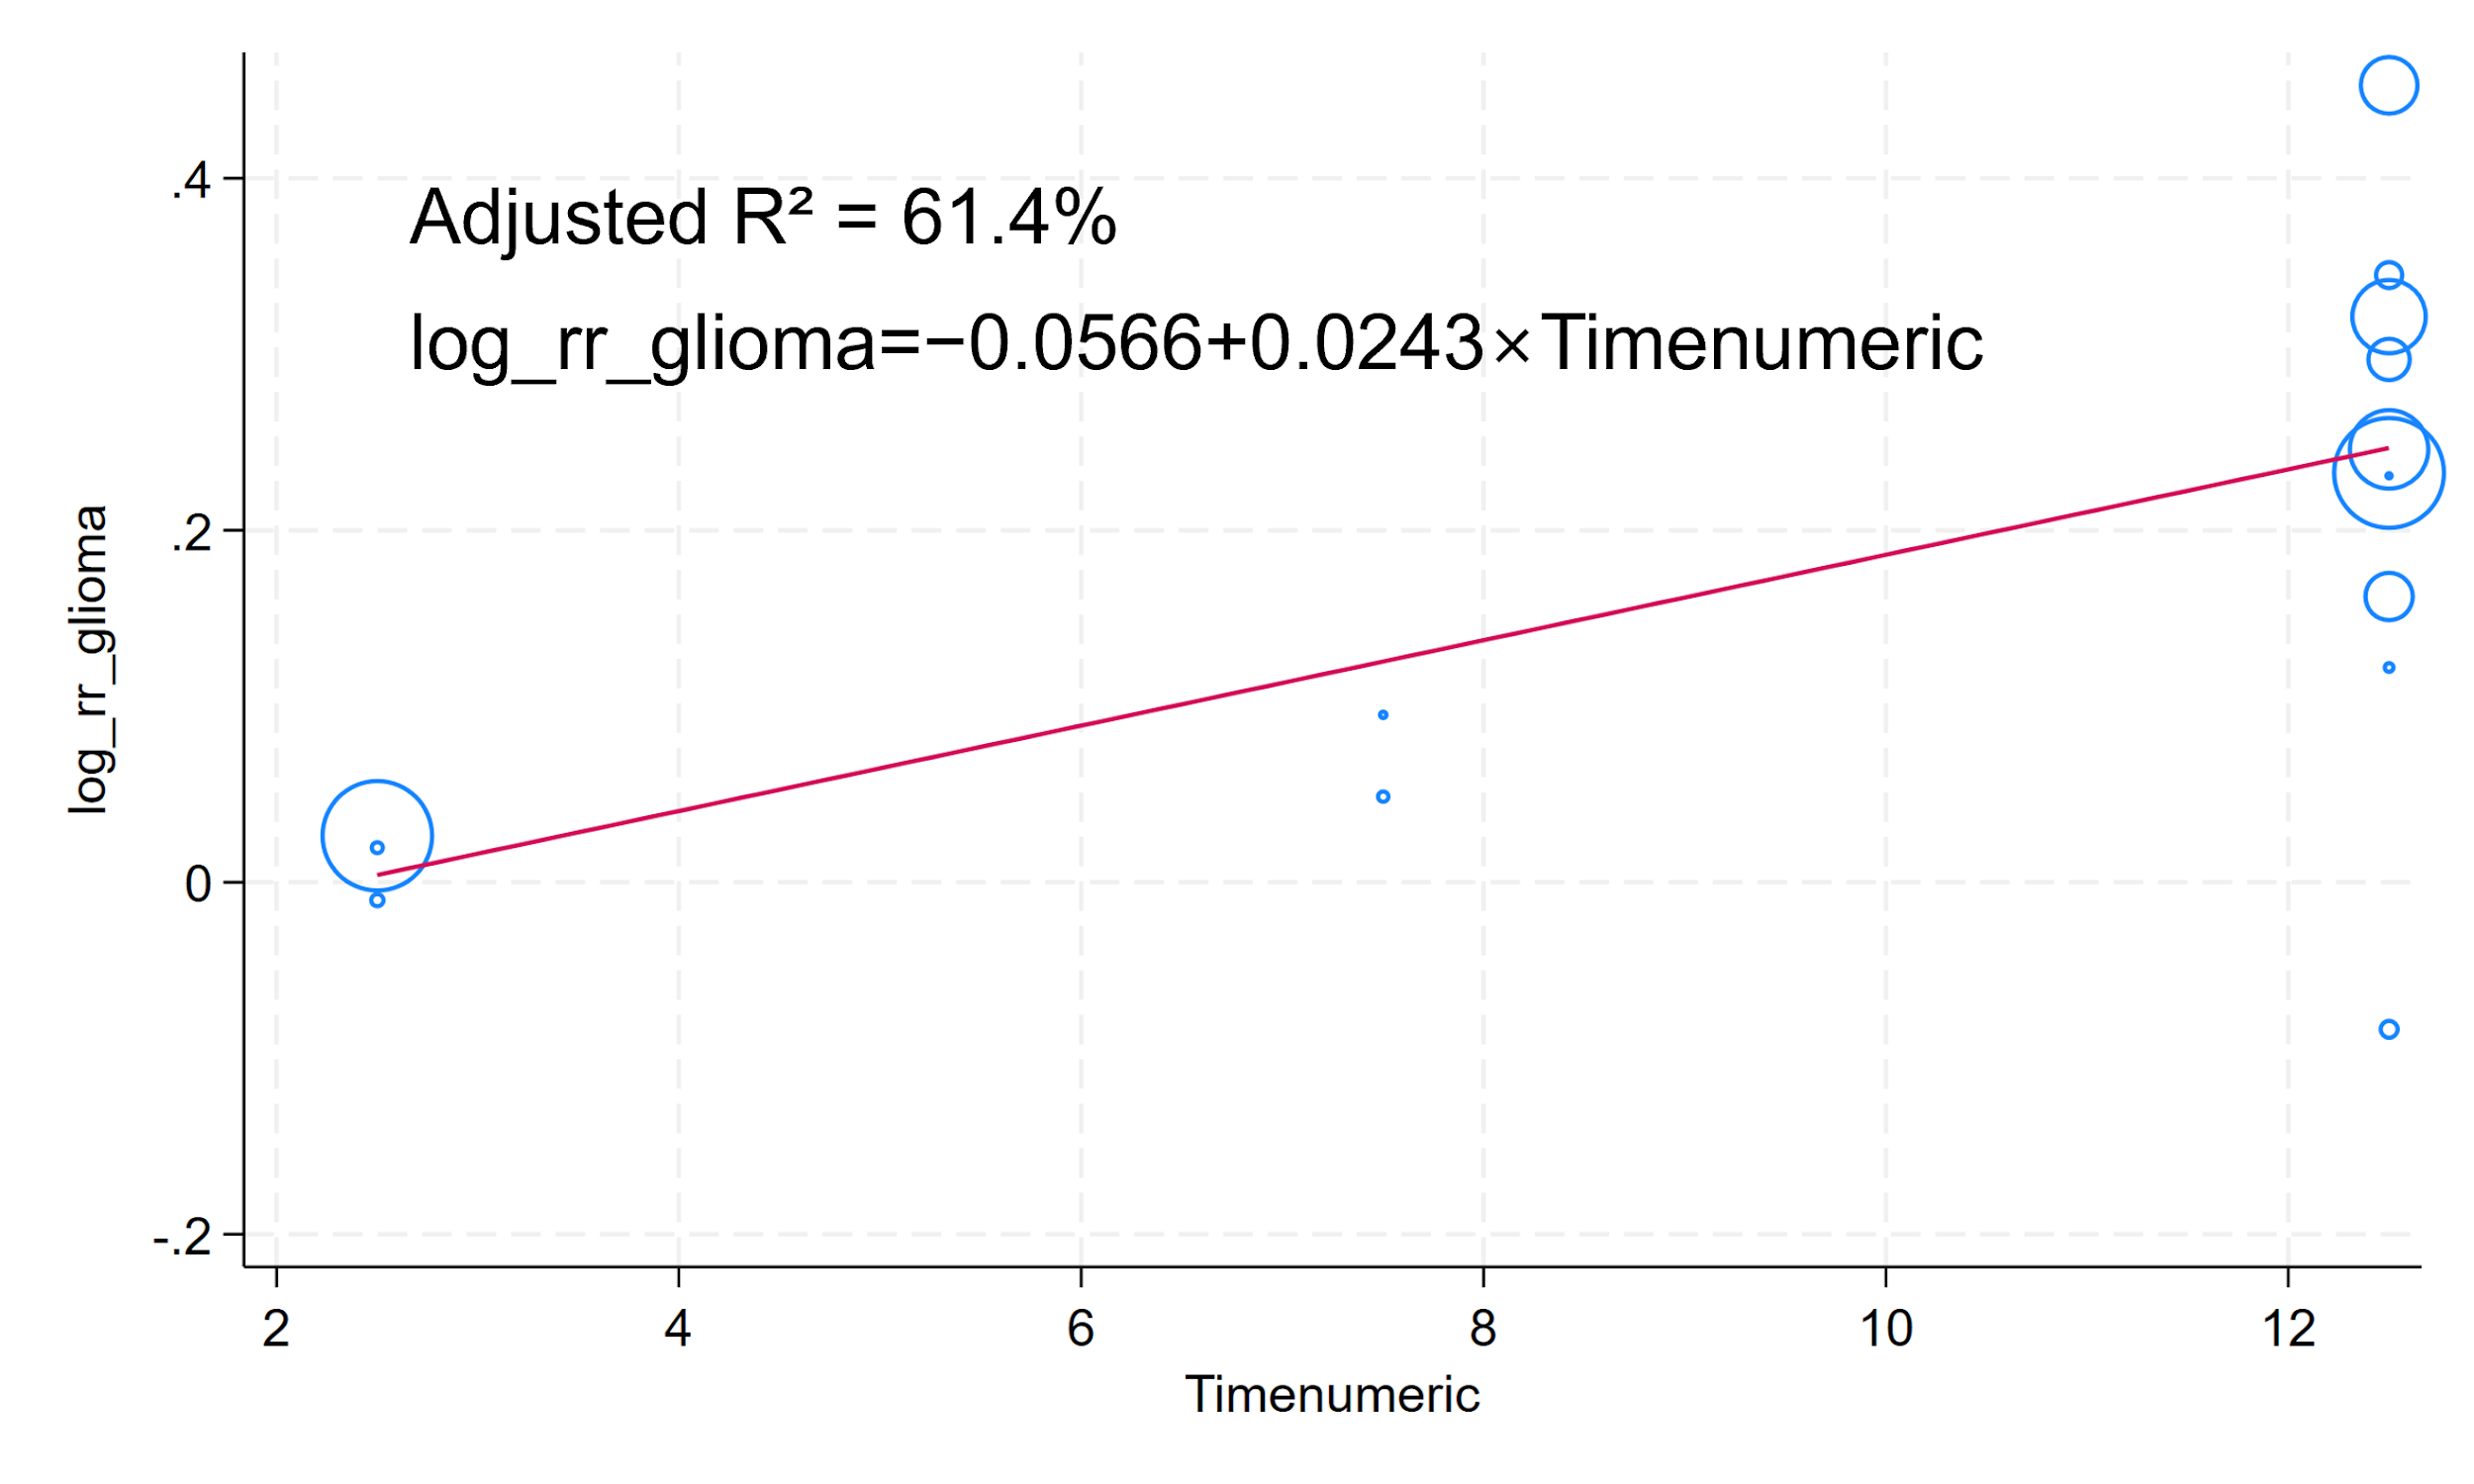 Adjusted R² = 61.4%
log_rr_glioma=−0.0566+0.0243×Timenumeric
log_rr_glioma
.4
.2
0
-.2
2 4 6 8 10 12
Timenumeric